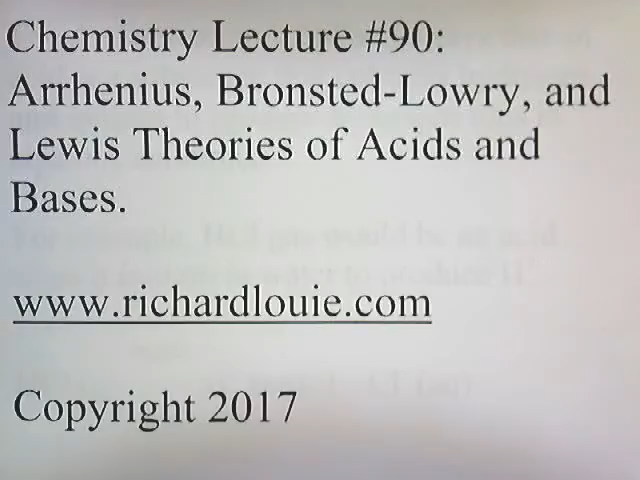 Chemistry Lecture #90:
Arrhenius, Bronsted-Lowry, and
Lewis Theories of Acids and
Bases.
www.richardlouie.com
Copyright 2017